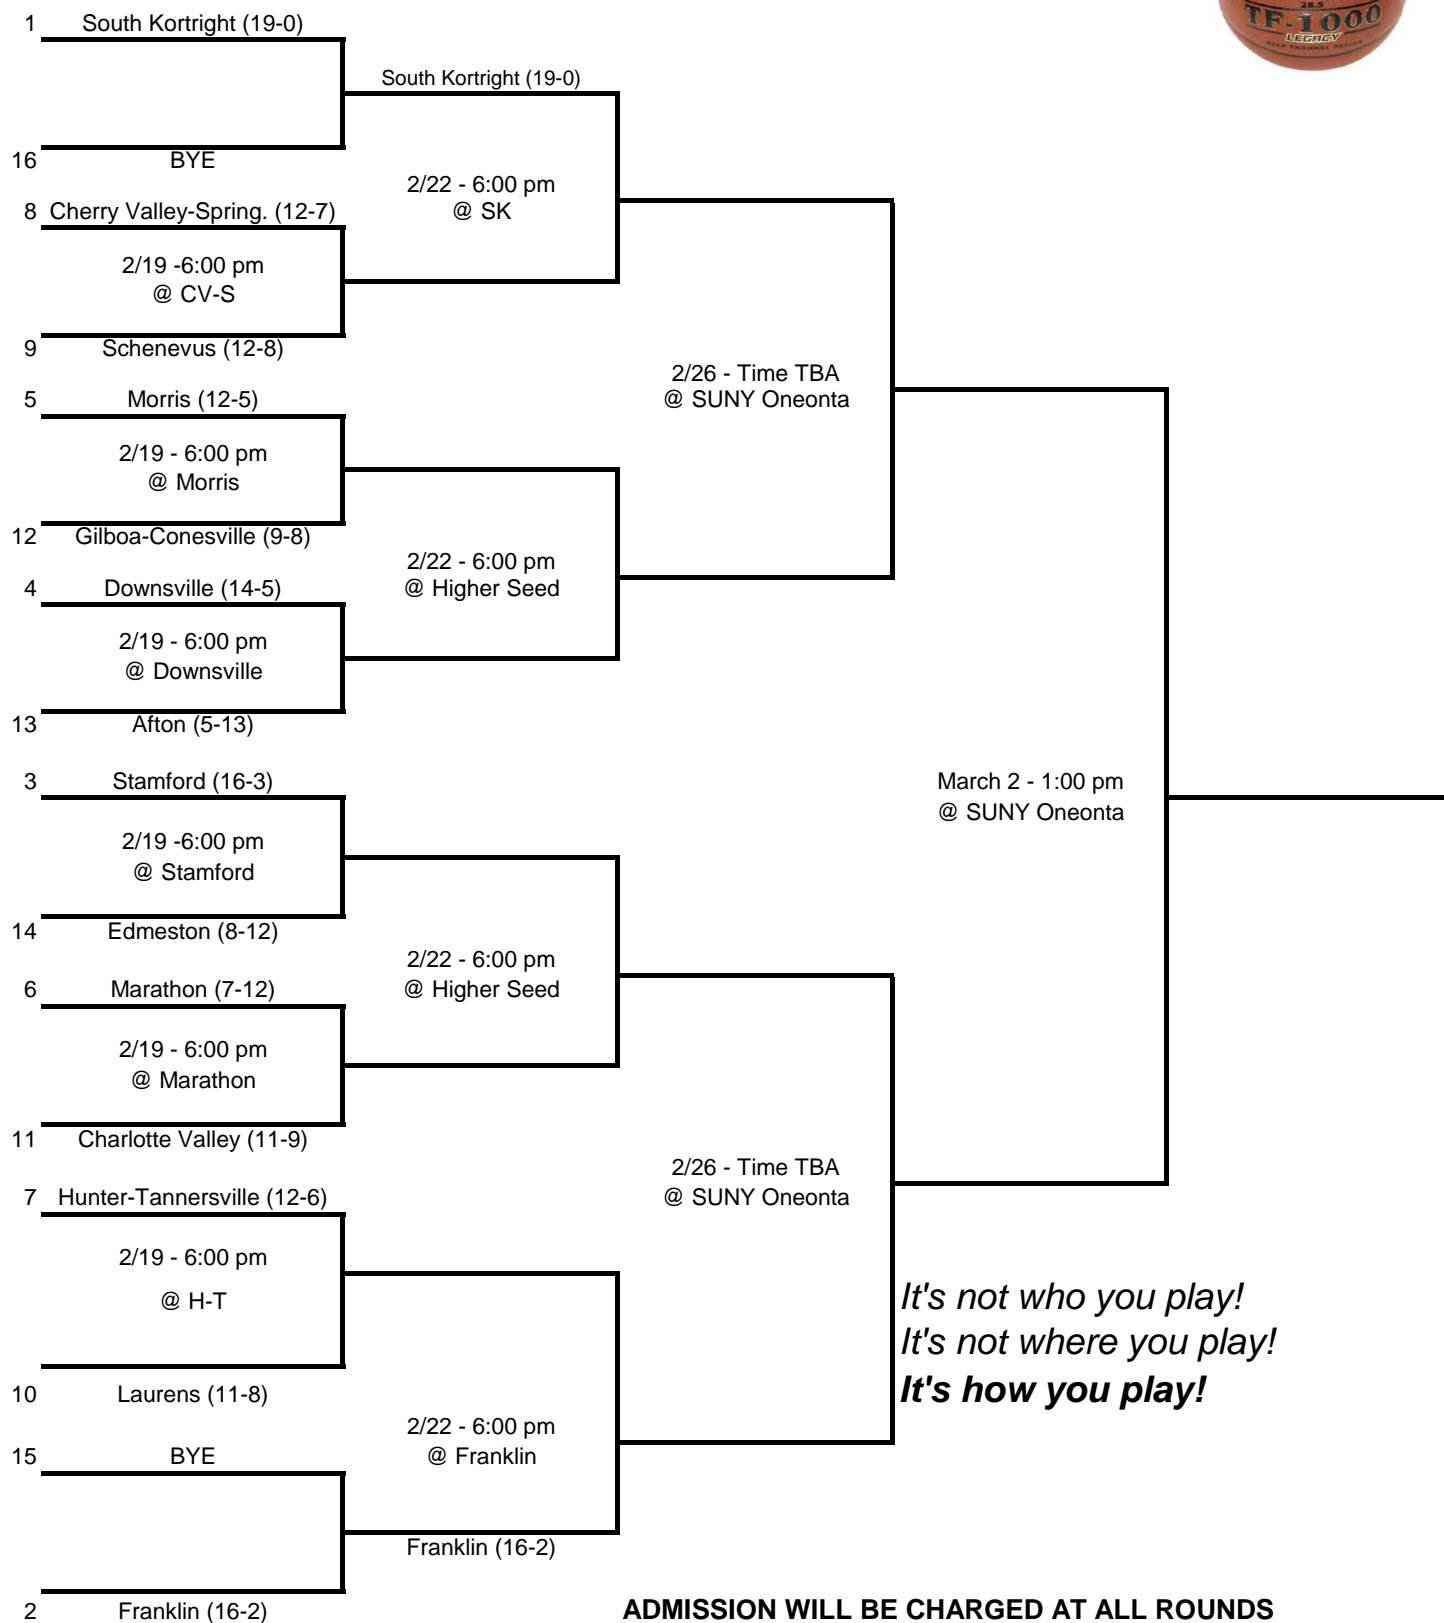 28.5
TF-1000
LEGACY
DEEP CHANNEL DESIGN
1 South Kortright (19-0)
South Kortright (19-0)
16 BYE
2/22 - 6:00 pm
@ SK
8 Cherry Valley-Spring. (12-7)
2/19 -6:00 pm
@ CV-S
9 Schenevus (12-8)
2/26 - Time TBA
@ SUNY Oneonta
5 Morris (12-5)
2/19 - 6:00 pm
@ Morris
12 Gilboa-Conesville (9-8)
2/22 - 6:00 pm
@ Higher Seed
4 Downsville (14-5)
2/19 - 6:00 pm
@ Downsville
13 Afton (5-13)
3 Stamford (16-3)
March 2 - 1:00 pm
@ SUNY Oneonta
2/19 -6:00 pm
@ Stamford
14 Edmeston (8-12)
2/22 - 6:00 pm
@ Higher Seed
6 Marathon (7-12)
2/19 - 6:00 pm
@ Marathon
11 Charlotte Valley (11-9)
2/26 - Time TBA
@ SUNY Oneonta
7 Hunter-Tannersville (12-6)
2/19 - 6:00 pm
@ H-T
It's not who you play!
It's not where you play!
It's how you play!
10 Laurens (11-8)
2/22 - 6:00 pm
@ Franklin
15 BYE
Franklin (16-2)
2 Franklin (16-2)
ADMISSION WILL BE CHARGED AT ALL ROUNDS